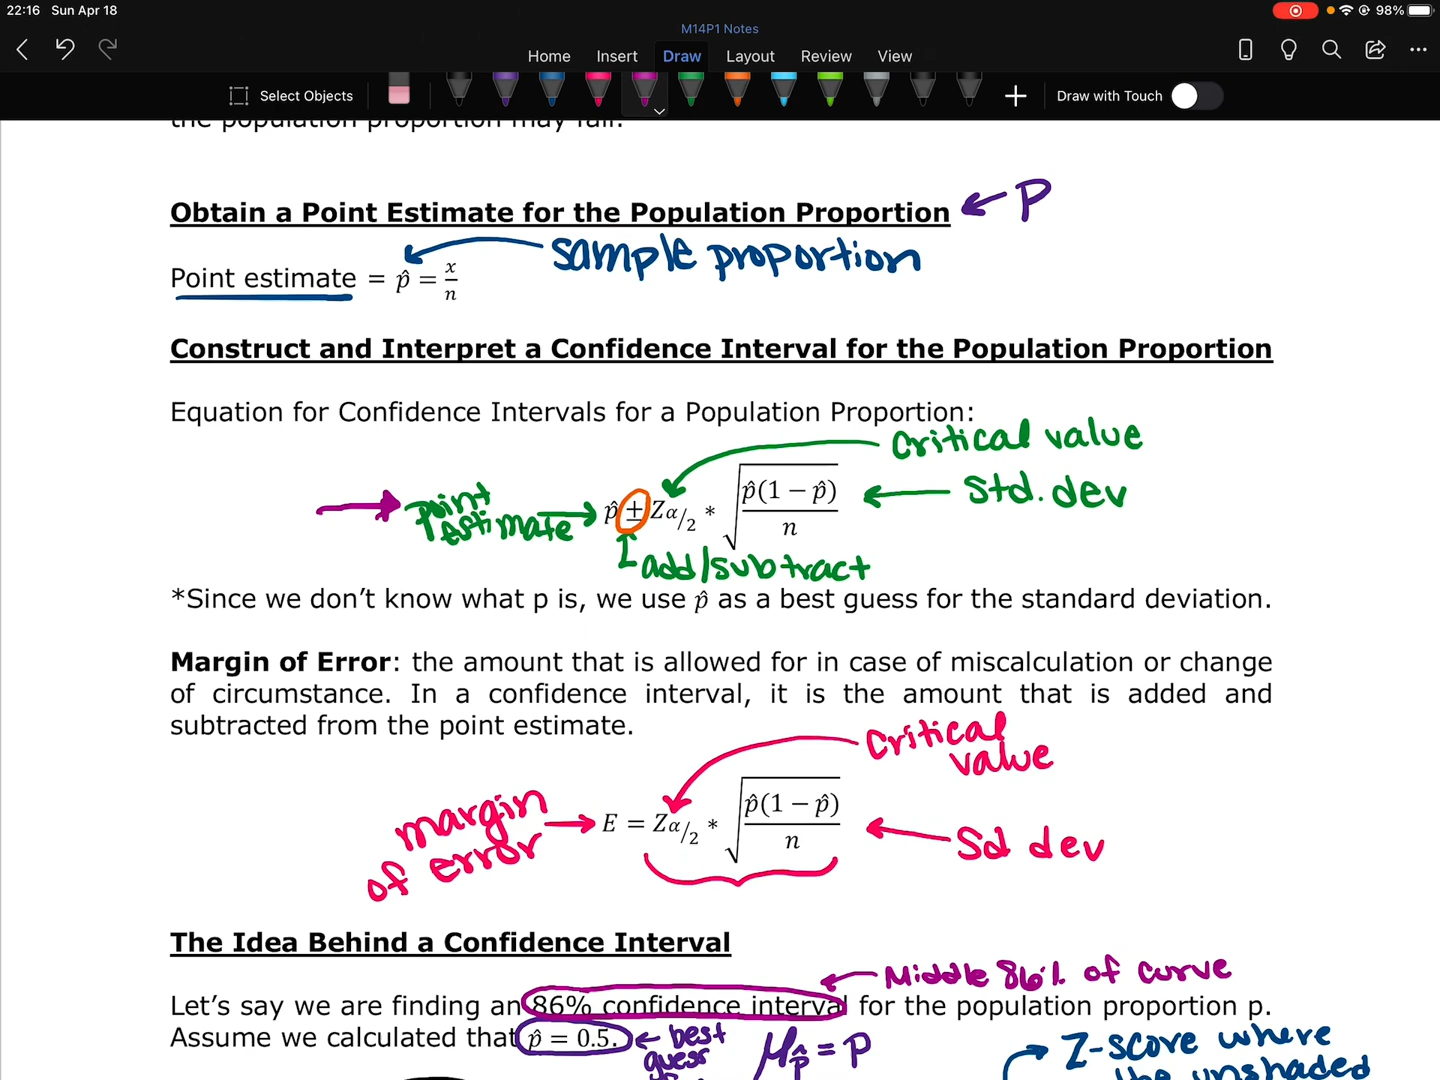 22:16 Sun Apr 18
98%
M14P1 Notes
Home Insert Draw Layout Review View
Select Objects
Draw with Touch
the population proportion may fall.
Obtain a Point Estimate for the Population Proportion ← P
sample proportion
Point estimate = p̂ = x/n
Construct and Interpret a Confidence Interval for the Population Proportion
Equation for Confidence Intervals for a Population Proportion:
critical value
point estimate → p̂ ± Zα/2 * √(p̂(1 − p̂)/n) ← Std. dev
add/subtract
*Since we don’t know what p is, we use p̂ as a best guess for the standard deviation.
Margin of Error: the amount that is allowed for in case of miscalculation or change
of circumstance. In a confidence interval, it is the amount that is added and
subtracted from the point estimate.
critical
value
margin
of error → E = Zα/2 * √(p̂(1 − p̂)/n) ← Sd dev
The Idea Behind a Confidence Interval
← Middle 86% of curve
Let’s say we are finding an 86% confidence interval for the population proportion p.
Assume we calculated that p̂ = 0.5. ← best
guess
μp̂ = p
→ Z-score where
the unshaded